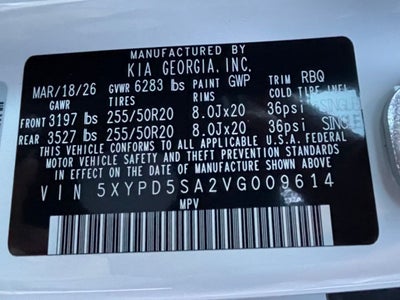 MANUFACTURED BY
KIA GEORGIA, INC.
MAR/18/26 GVWR 6283 lbs PAINT GWP TRIM RBQ
GAWR TIRES RIMS COLD TIRE INFL
FRONT 3197 lbs 255/50R20 8.0Jx20 36psi SINGLE
REAR 3527 lbs 255/50R20 8.0Jx20 36psi SINGLE
THIS VEHICLE CONFORMS TO ALL APPLICABLE U.S.A FEDERAL
MOTOR VEHICLE SAFETY AND THEFT PREVENTION STANDARDS
IN EFFECT ON THE DATE OF MANUFACTURE SHOWN ABOVE
VIN 5XYPD5SA2VG009614
MPV